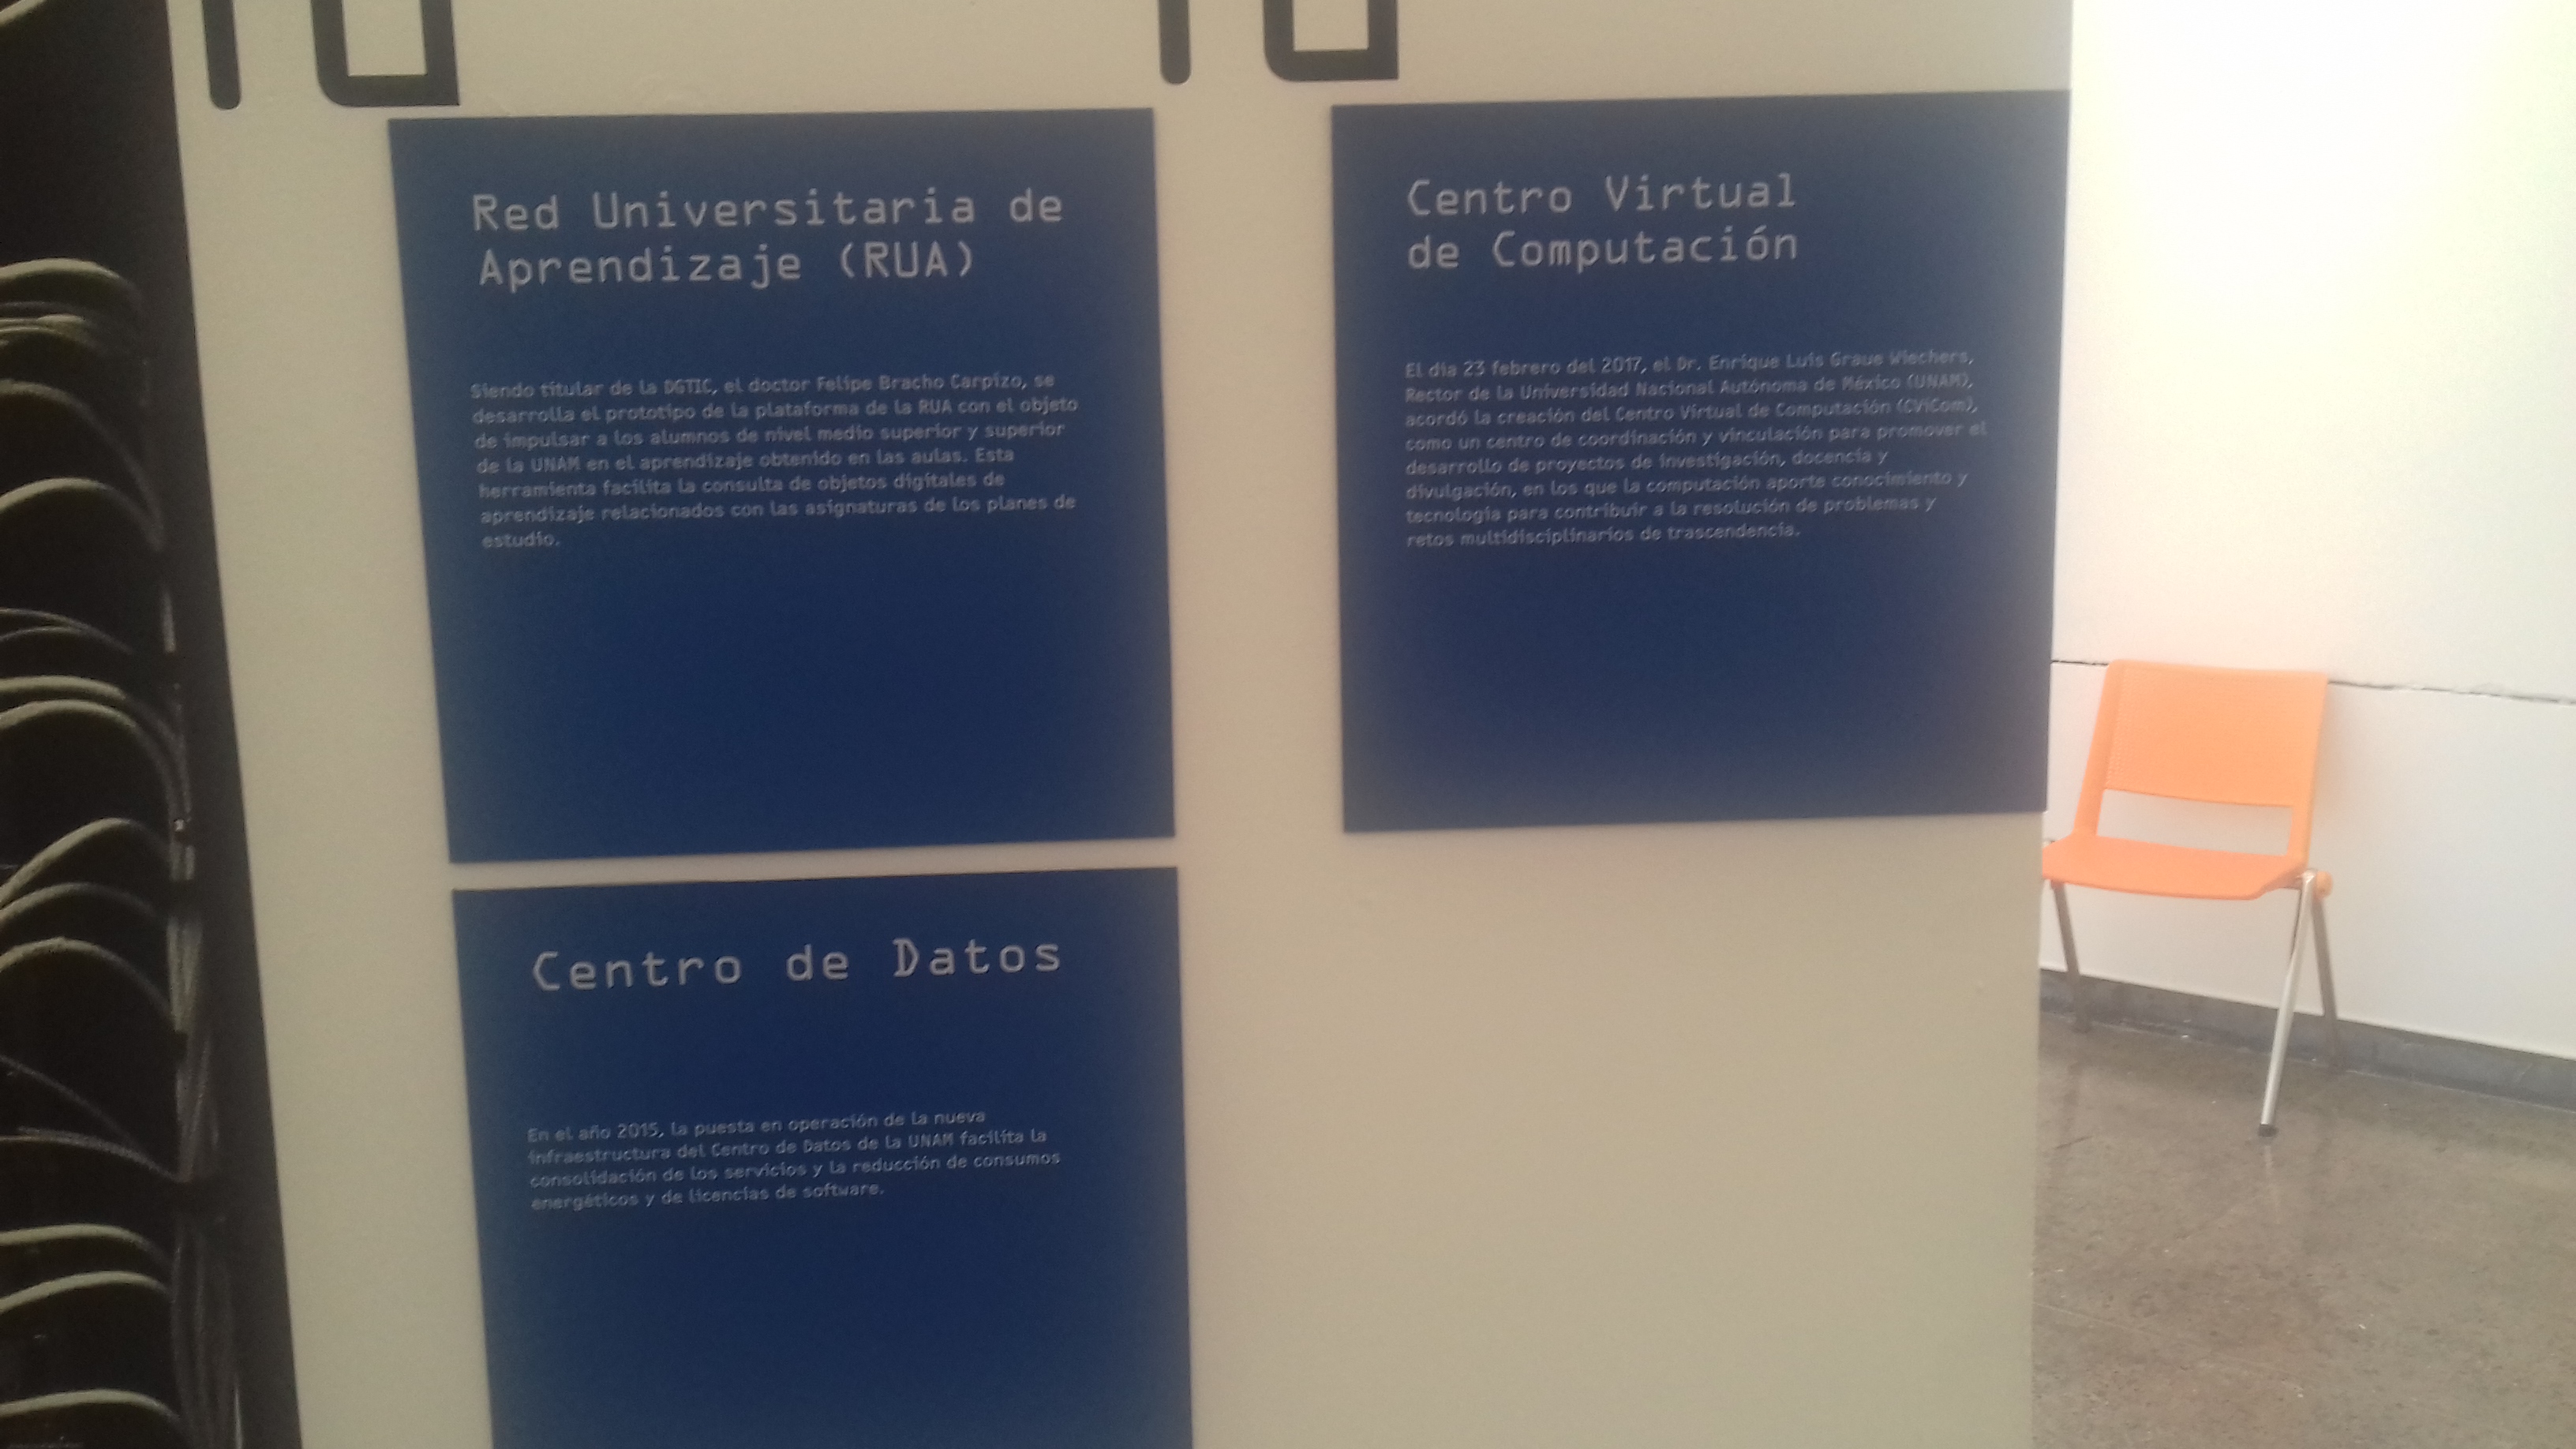 Red Universitaria de
Aprendizaje (RUA)
Siendo titular de la DGTIC, el doctor Felipe Bracho Carpizo, se
desarrolla el prototipo de la plataforma de la RUA con el objeto
de impulsar a los alumnos de nivel medio superior y superior
de la UNAM en el aprendizaje obtenido en las aulas. Esta
herramienta facilita la consulta de objetos digitales de
aprendizaje relacionados con las asignaturas de los planes de
estudio.
Centro de Datos
En el año 2015, la puesta en operación de la nueva
infraestructura del Centro de Datos de la UNAM facilita la
consolidación de los servicios y la reducción de consumos
energéticos y de licencias de software.
Centro Virtual
de Computación
El día 23 febrero del 2017, el Dr. Enrique Luis Graue Wiechers,
Rector de la Universidad Nacional Autónoma de México (UNAM),
acordó la creación del Centro Virtual de Computación (CViCom),
como un centro de coordinación y vinculación para promover el
desarrollo de proyectos de investigación, docencia y
divulgación, en los que la computación aporte conocimiento y
tecnología para contribuir a la resolución de problemas y
retos multidisciplinarios de trascendencia.